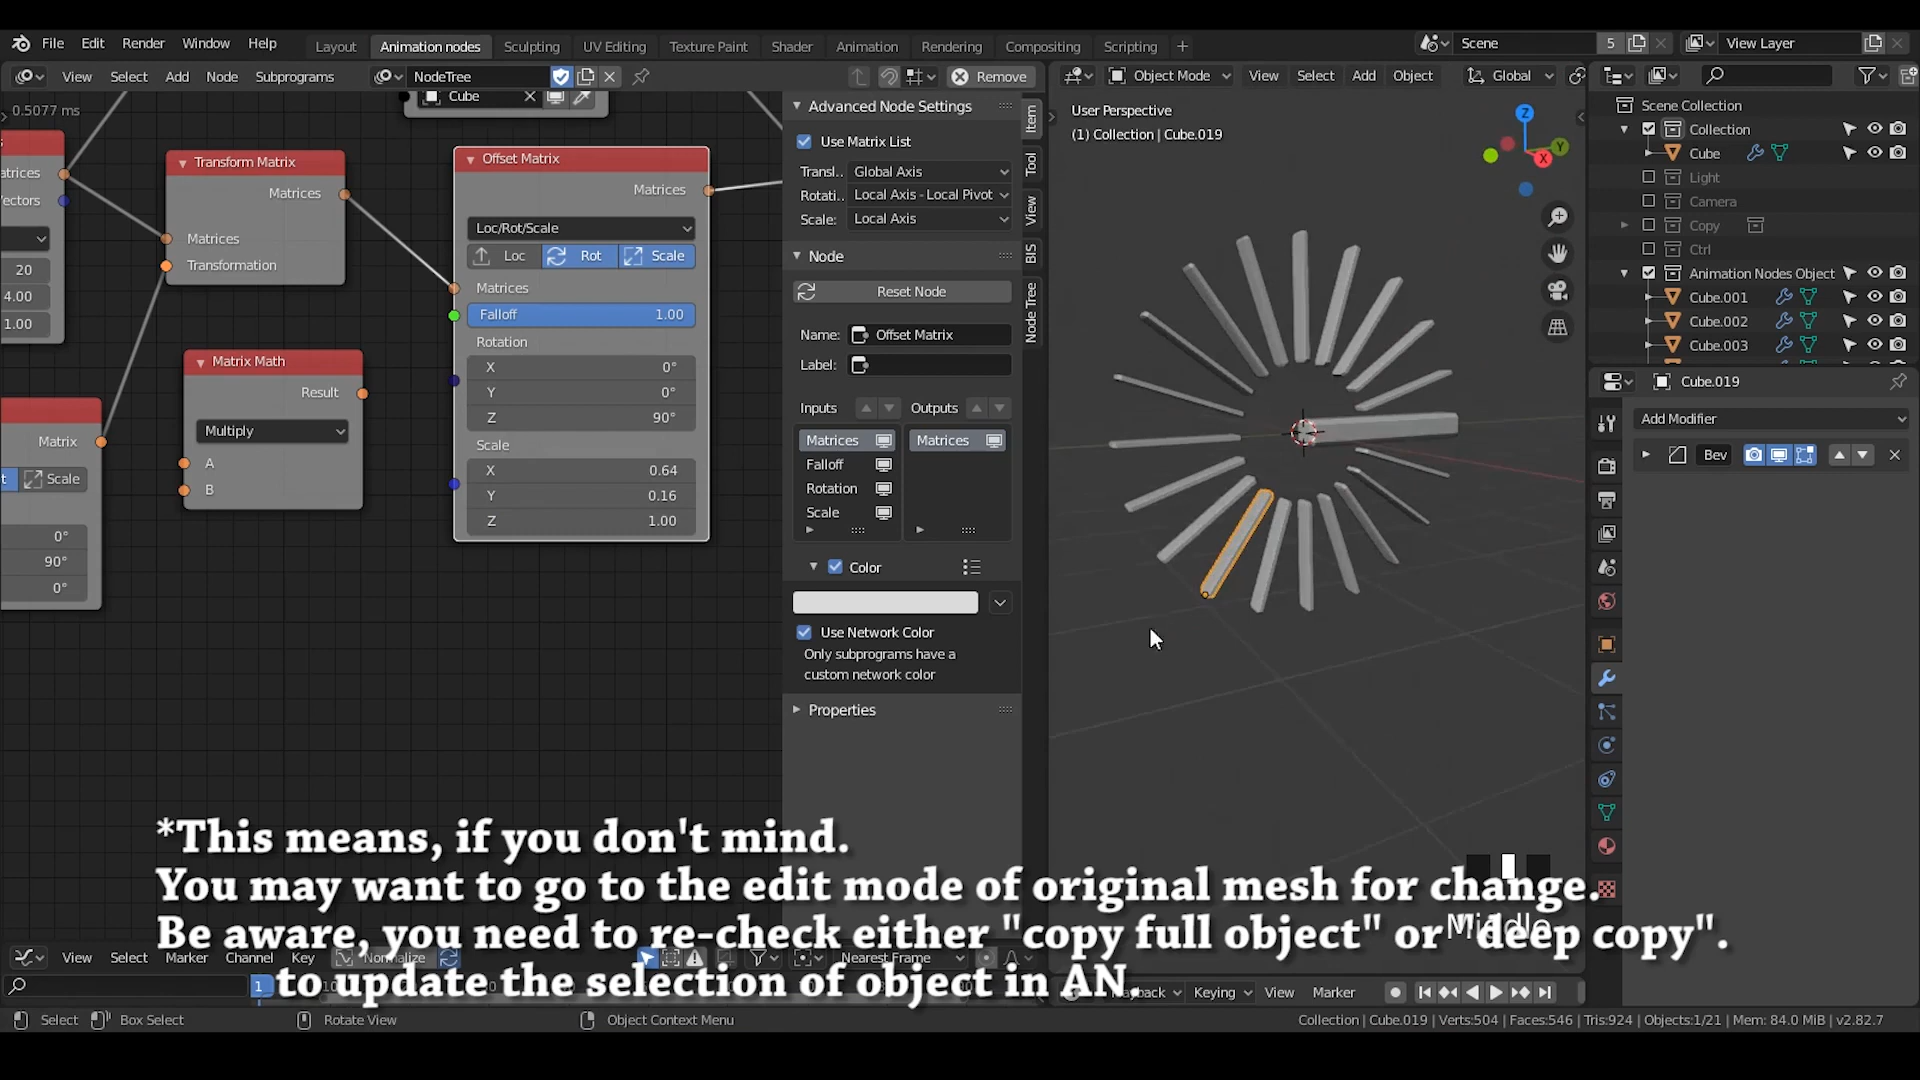 File Edit Render Window Help
Layout Animation nodes Sculpting UV Editing Texture Paint Shader Animation Rendering Compositing Scripting +
Scene 5 View Layer
View Select Add Node Subprograms NodeTree Remove
Object Mode View Select Add Object Global
0.5077 ms
Cube
atrices
ectors
20
4.00
1.00
Transform Matrix
Matrices
Matrices
Transformation
Matrix Math
Result
Multiply
A
B
Matrix
t Scale
0°
90°
0°
Offset Matrix
Matrices
Loc/Rot/Scale
Loc Rot Scale
Matrices
Falloff 1.00
Rotation
X 0°
Y 0°
Z 90°
Scale
X 0.64
Y 0.16
Z 1.00
Advanced Node Settings
Use Matrix List
Transl.. Global Axis
Rotati.. Local Axis - Local Pivot
Scale: Local Axis
Node
Reset Node
Name: Offset Matrix
Label:
Inputs Outputs
Matrices Matrices
Falloff
Rotation
Scale
Color
Use Network Color
Only subprograms have a
custom network color
Properties
Item
Tool
View
BIS
Node Tree
User Perspective
(1) Collection | Cube.019
Z
Y
X
Scene Collection
Collection
Cube
Light
Camera
Copy
Ctrl
Animation Nodes Object
Cube.001
Cube.002
Cube.003
Cube.019
Add Modifier
Bev
*This means, if you don't mind.
You may want to go to the edit mode of original mesh for change.
Be aware, you need to re-check either "copy full object" or "deep copy".
to update the selection of object in AN.
View Select Marker Channel Key Normalize Nearest Frame
1
Keying View Marker
Select Box Select Rotate View Object Context Menu
Collection | Cube.019 | Verts:504 | Faces:546 | Tris:924 | Objects:1/21 | Mem: 84.0 MiB | v2.82.7